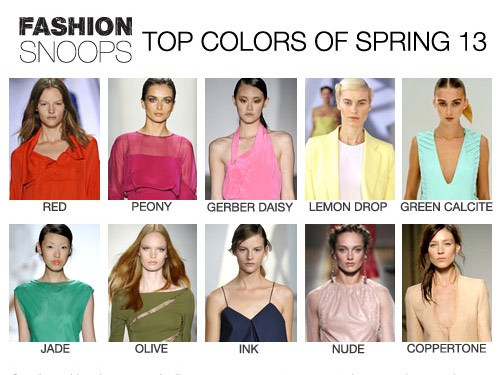 FASHION
SNOOPS
TOP COLORS OF SPRING 13
RED
PEONY
GERBER DAISY
LEMON DROP
GREEN CALCITE
JADE
OLIVE
INK
NUDE
COPPERTONE